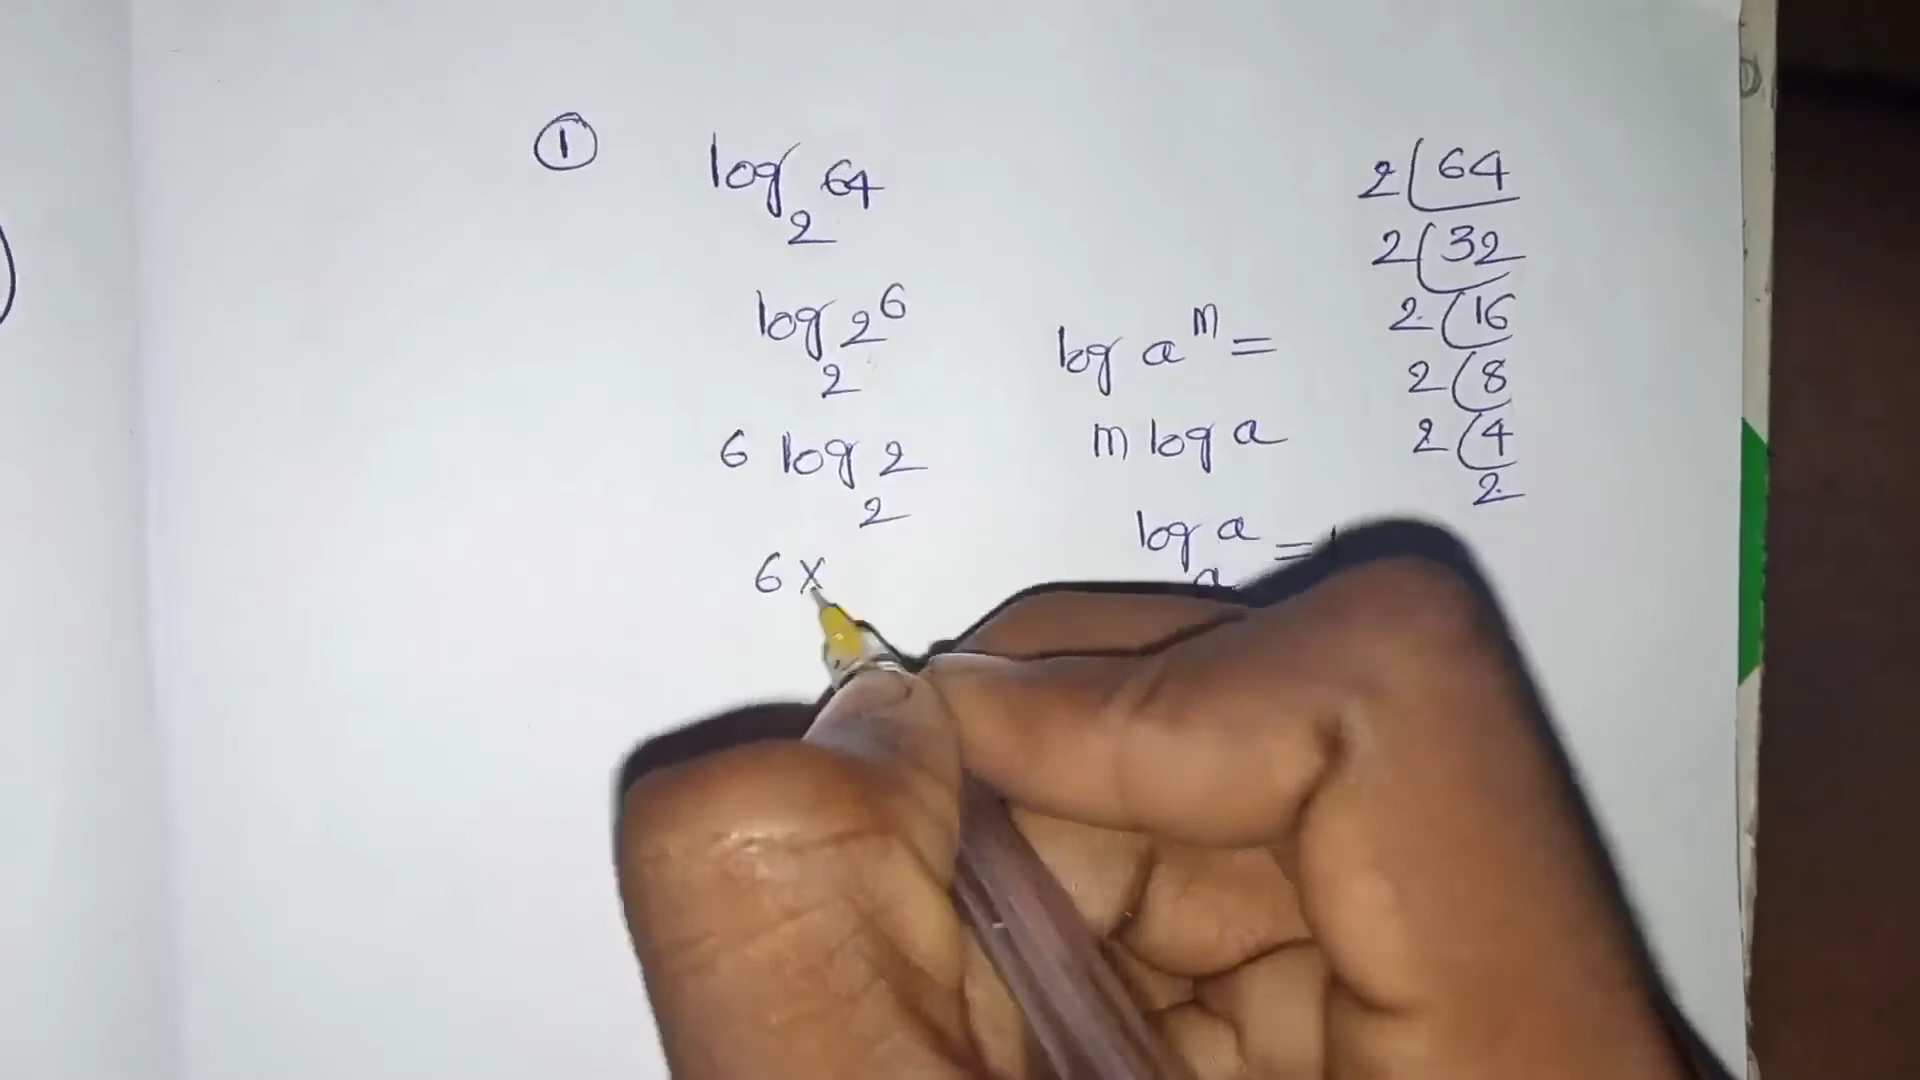 ①
log₂ 64
log₂ 2⁶
6 log₂ 2
6 ×
log aᵐ =
m log a
logₐ a =
2 64
2 32
2 16
2 8
2 4
2